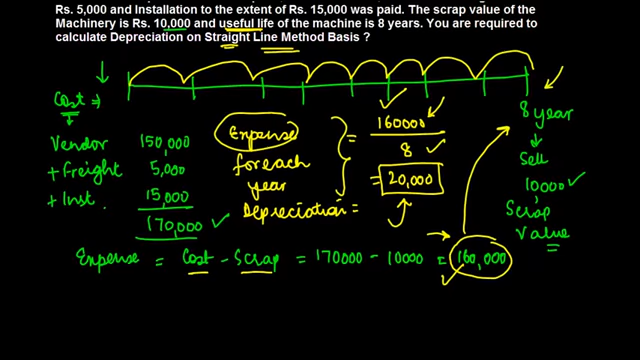 Rs. 5,000 and Installation to the extent of Rs. 15,000 was paid. The scrap value of the
Machinery is Rs. 10,000 and useful life of the machine is 8 years. You are required to
calculate Depreciation on Straight Line Method Basis ?
Cost ⇒
Vendor 150,000
+ Freight 5,000
+ Inst. 15,000
170,000
Expense
for each
year
Depreciation =
= 160000
8
= 20,000
8 year
Sell
10000
Scrap
Value
Expense = Cost - Scrap = 170000 - 10000 = 160,000